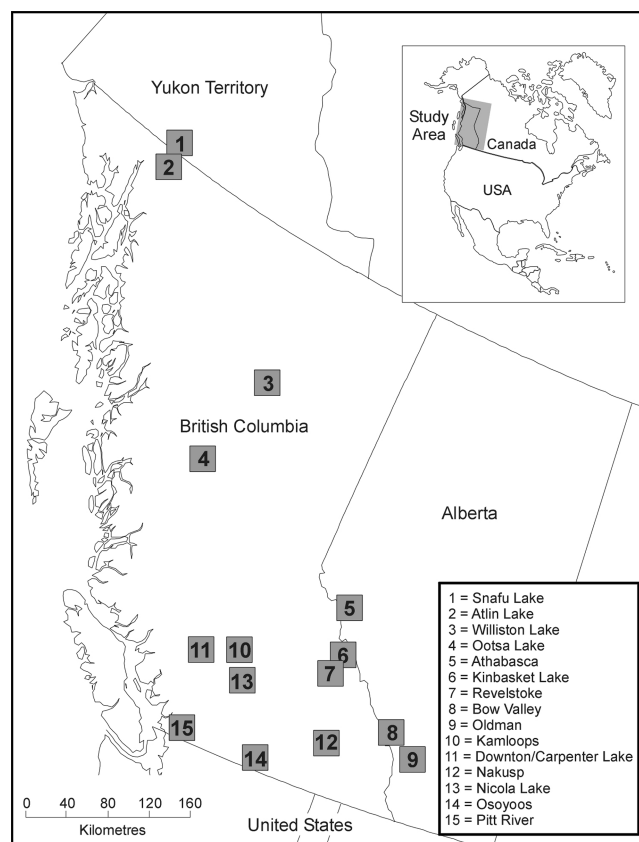 Yukon Territory
Study
Area
Canada
USA
1
2
3
British Columbia
4
Alberta
5
6
7
11
10
13
8
9
12
15
14
1 = Snafu Lake
2 = Atlin Lake
3 = Williston Lake
4 = Ootsa Lake
5 = Athabasca
6 = Kinbasket Lake
7 = Revelstoke
8 = Bow Valley
9 = Oldman
10 = Kamloops
11 = Downton/Carpenter Lake
12 = Nakusp
13 = Nicola Lake
14 = Osoyoos
15 = Pitt River
0 40 80 120 160
Kilometres
United States